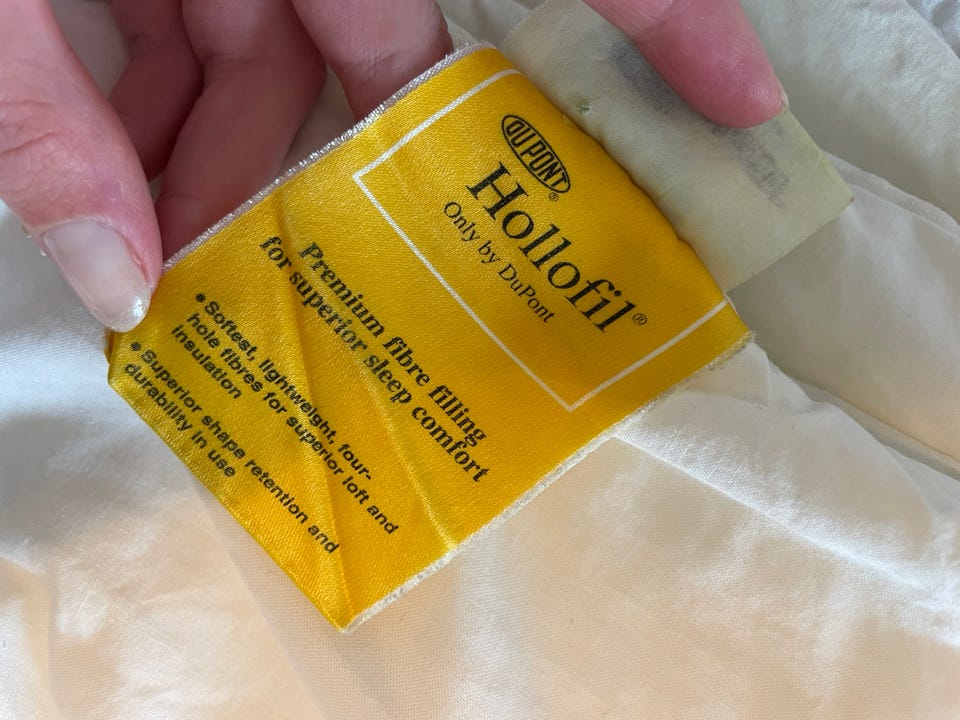 DUPONT®
Hollofil®
Only by DuPont
Premium fibre filling
for superior sleep comfort
• Softest, lightweight, four-
hole fibres for superior loft and
insulation
• Superior shape retention and
durability in use